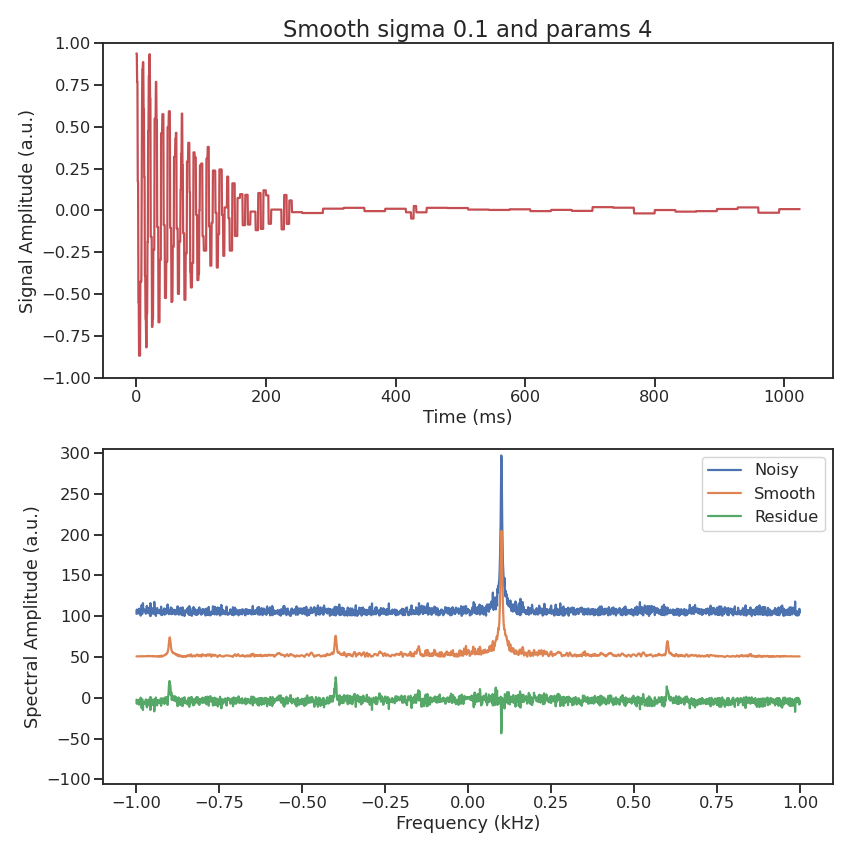 Smooth sigma 0.1 and params 4
Signal Amplitude (a.u.)
1.00
0.75
0.50
0.25
0.00
−0.25
−0.50
−0.75
−1.00
0 200 400 600 800 1000
Time (ms)
Spectral Amplitude (a.u.)
300
250
200
150
100
50
0
−50
−100
Noisy
Smooth
Residue
−1.00 −0.75 −0.50 −0.25 0.00 0.25 0.50 0.75 1.00
Frequency (kHz)